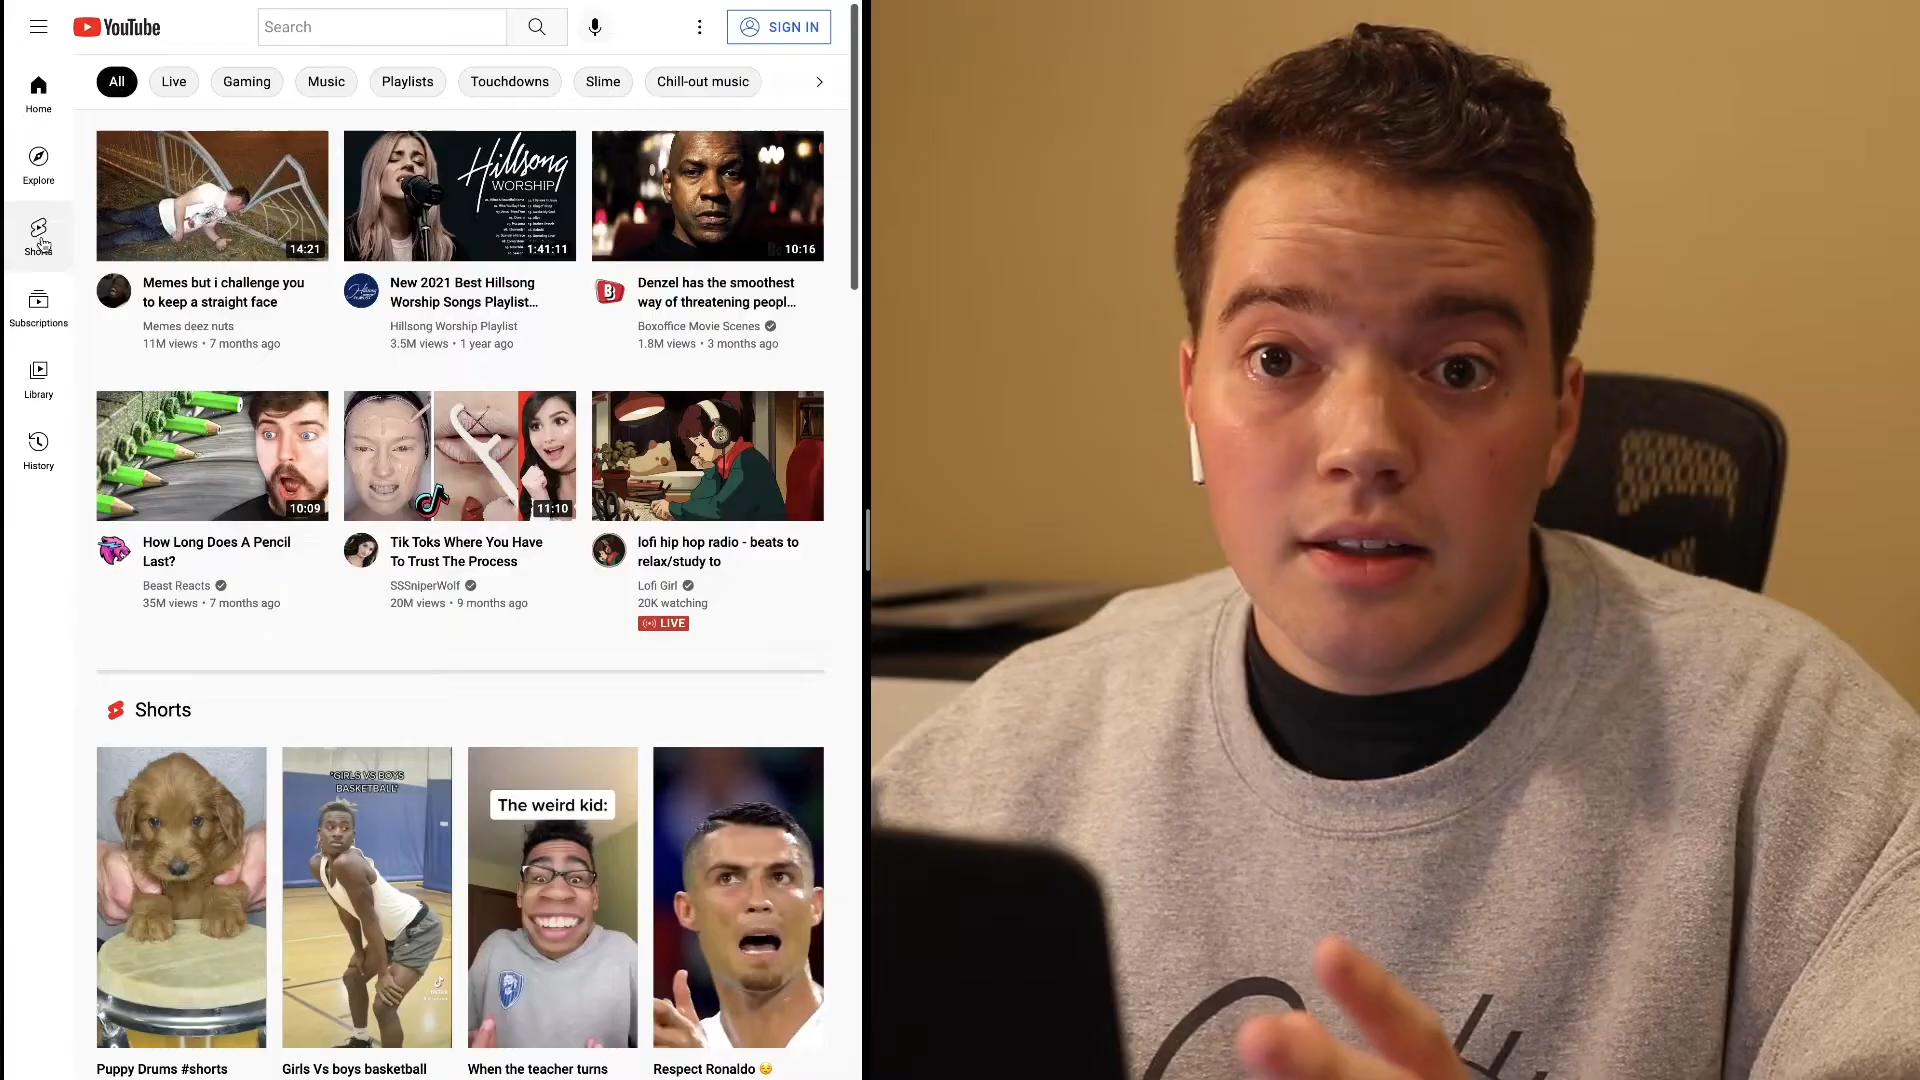 YouTube
Search
SIGN IN
All
Live
Gaming
Music
Playlists
Touchdowns
Slime
Chill-out music
Home
Explore
Shorts
Subscriptions
Library
History
14:21
Memes but i challenge you
to keep a straight face
Memes deez nuts
11M views • 7 months ago
Hillsong
WORSHIP
1:41:11
New 2021 Best Hillsong
Worship Songs Playlist...
Hillsong Worship Playlist
3.5M views • 1 year ago
10:16
B
Denzel has the smoothest
way of threatening peopl...
Boxoffice Movie Scenes
1.8M views • 3 months ago
10:09
How Long Does A Pencil
Last?
Beast Reacts
35M views • 7 months ago
11:10
Tik Toks Where You Have
To Trust The Process
SSSniperWolf
20M views • 9 months ago
lofi hip hop radio - beats to
relax/study to
Lofi Girl
20K watching
LIVE
Shorts
Puppy Drums #shorts
"GIRLS VS BOYS
BASKETBALL"
Girls Vs boys basketball
The weird kid:
When the teacher turns
Respect Ronaldo 😏